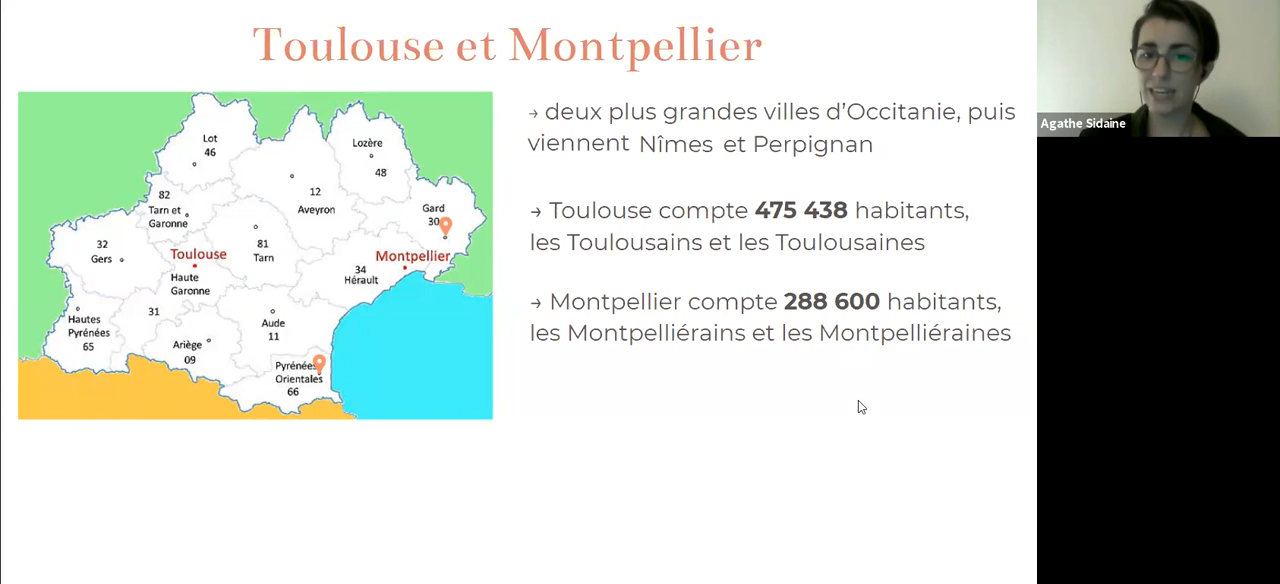 Toulouse et Montpellier
Agathe Sidaine
→ deux plus grandes villes d’Occitanie, puis
viennent Nîmes et Perpignan
→ Toulouse compte 475 438 habitants,
les Toulousains et les Toulousaines
→ Montpellier compte 288 600 habitants,
les Montpelliérains et les Montpelliéraines
Lot
46
Lozère
48
12
Aveyron
82
Tarn et
Garonne
Gard
30
32
Gers
81
Tarn
Toulouse
Montpellier
34
Hérault
Haute
Garonne
31
Hautes
Pyrénées
65
Aude
11
Ariège
09
Pyrénées
Orientales
66